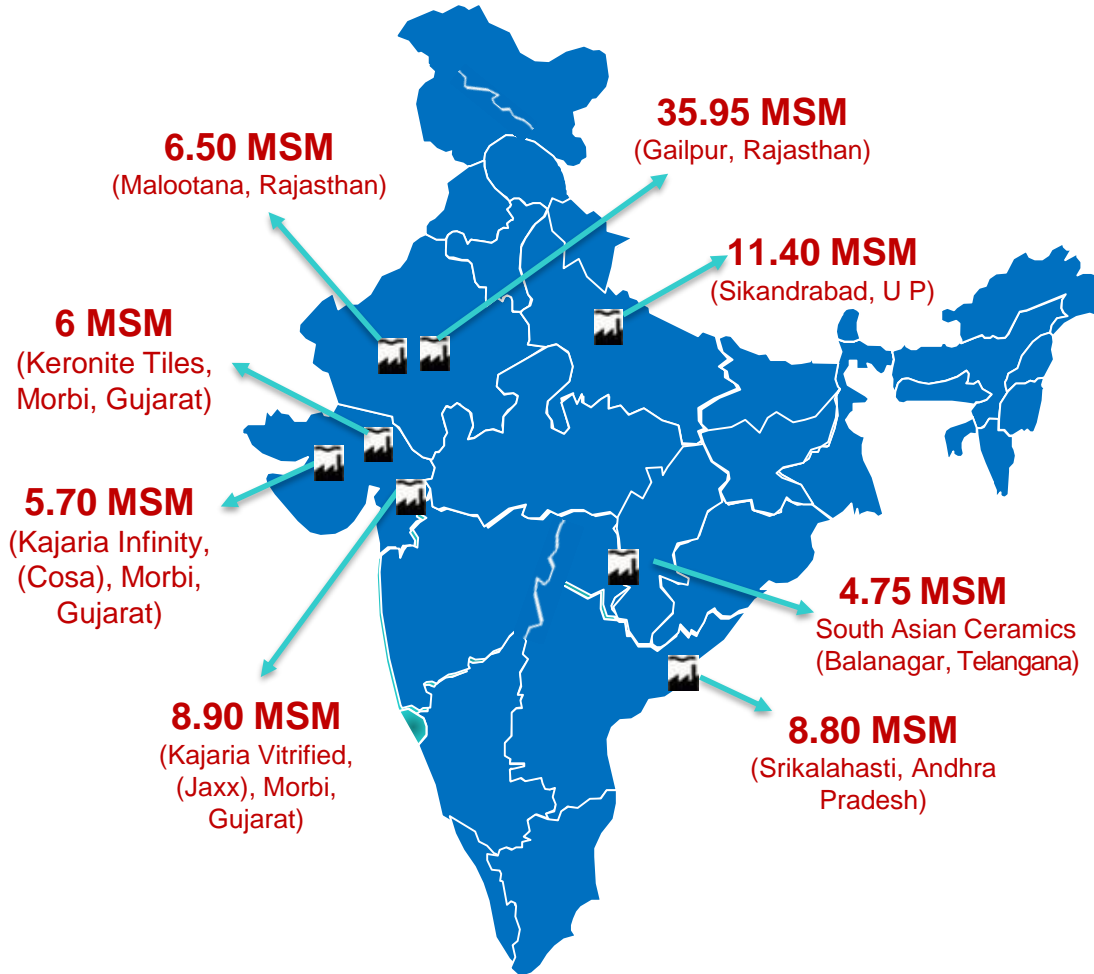 35.95 MSM
(Gailpur, Rajasthan)
6.50 MSM
(Malootana, Rajasthan)
11.40 MSM
(Sikandrabad, U P)
6 MSM
(Keronite Tiles,
Morbi, Gujarat)
5.70 MSM
(Kajaria Infinity,
(Cosa), Morbi,
Gujarat)
4.75 MSM
South Asian Ceramics
(Balanagar, Telangana)
8.90 MSM
(Kajaria Vitrified,
(Jaxx), Morbi,
Gujarat)
8.80 MSM
(Srikalahasti, Andhra
Pradesh)